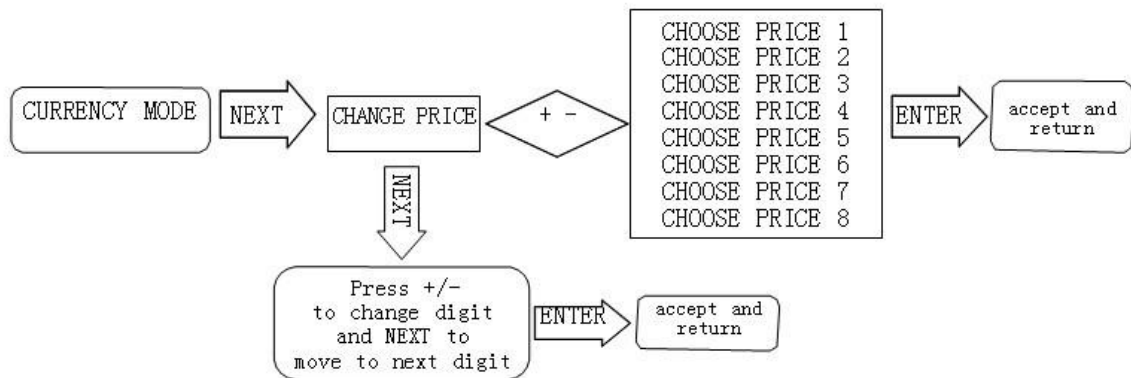 CURRENCY MODE
NEXT
CHANGE PRICE
+ -
CHOOSE PRICE 1
CHOOSE PRICE 2
CHOOSE PRICE 3
CHOOSE PRICE 4
CHOOSE PRICE 5
CHOOSE PRICE 6
CHOOSE PRICE 7
CHOOSE PRICE 8
ENTER
accept and
return
NEXT
Press +/-
to change digit
and NEXT to
move to next digit
ENTER
accept and
return